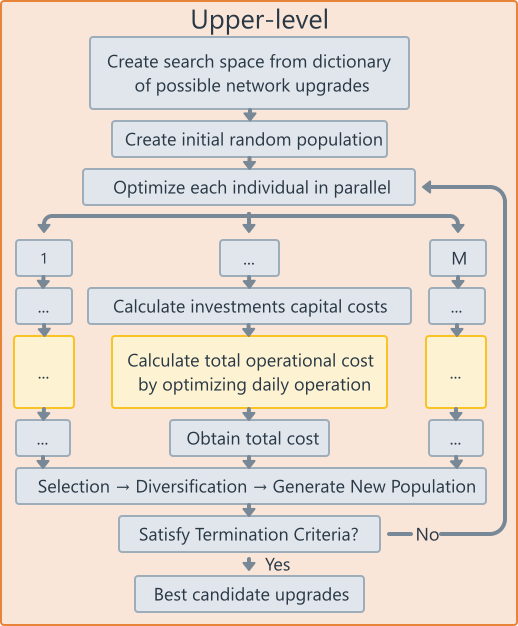 Upper-level
Create search space from dictionary
of possible network upgrades
Create initial random population
Optimize each individual in parallel
1
...
M
...
Calculate investments capital costs
...
...
Calculate total operational cost
by optimizing daily operation
...
...
Obtain total cost
...
Selection → Diversification → Generate New Population
Satisfy Termination Criteria?
No
Yes
Best candidate upgrades